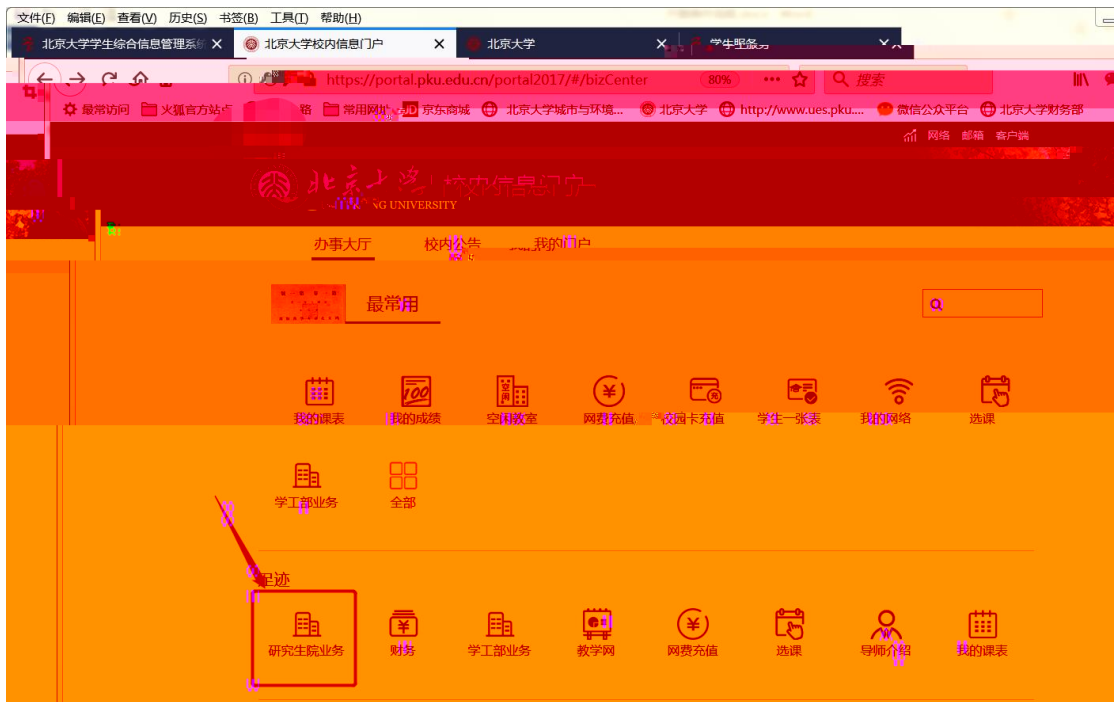 文件(F) 编辑(E) 查看(V) 历史(S) 书签(B) 工具(T) 帮助(H)
北京大学学生综合信息管理系统 × 北京大学校内信息门户 × 北京大学 ×
https://portal.pku.edu.cn/portal2017/#/bizCenter 80% 搜索
最常访问 火狐官方站点 常用网址 京东商城 北京大学城市与环境... 北京大学 http://www.ues.pku.... 微信公众平台 北京大学财务部
网络 邮箱 客户端
北京大学 校内信息门户
NG UNIVERSITY
办事大厅 校内公告 我的门户
最常用
我的课表 我的成绩 空闲教室 网费充值 校园卡充值 学生一张表 我的网络 选课
学工部业务 全部
足迹
研究生院业务 财务 学工部业务 教学网 网费充值 选课 导师介绍 我的课表